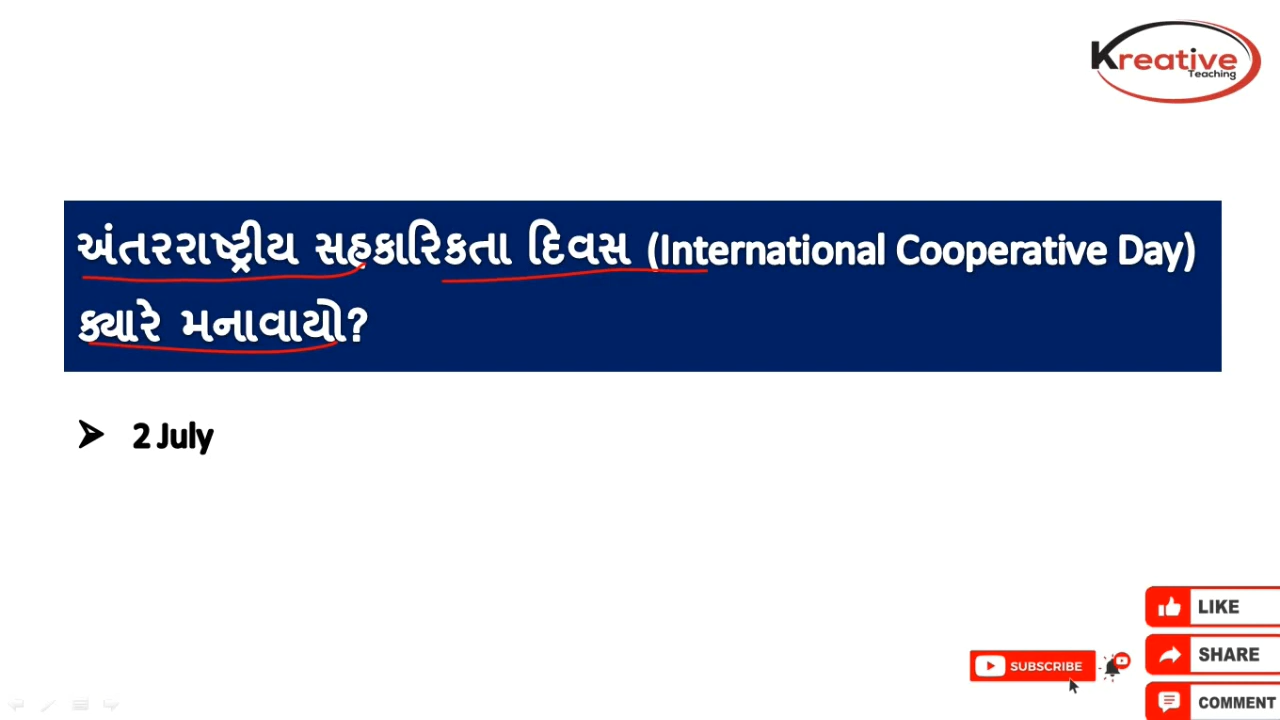 Kreative
Teaching
અંતરરાષ્ટ્રીય સહકારિકતા દિવસ (International Cooperative Day)
ક્યારે મનાવાયો?
➢ 2 July
LIKE
SHARE
SUBSCRIBE
COMMENT